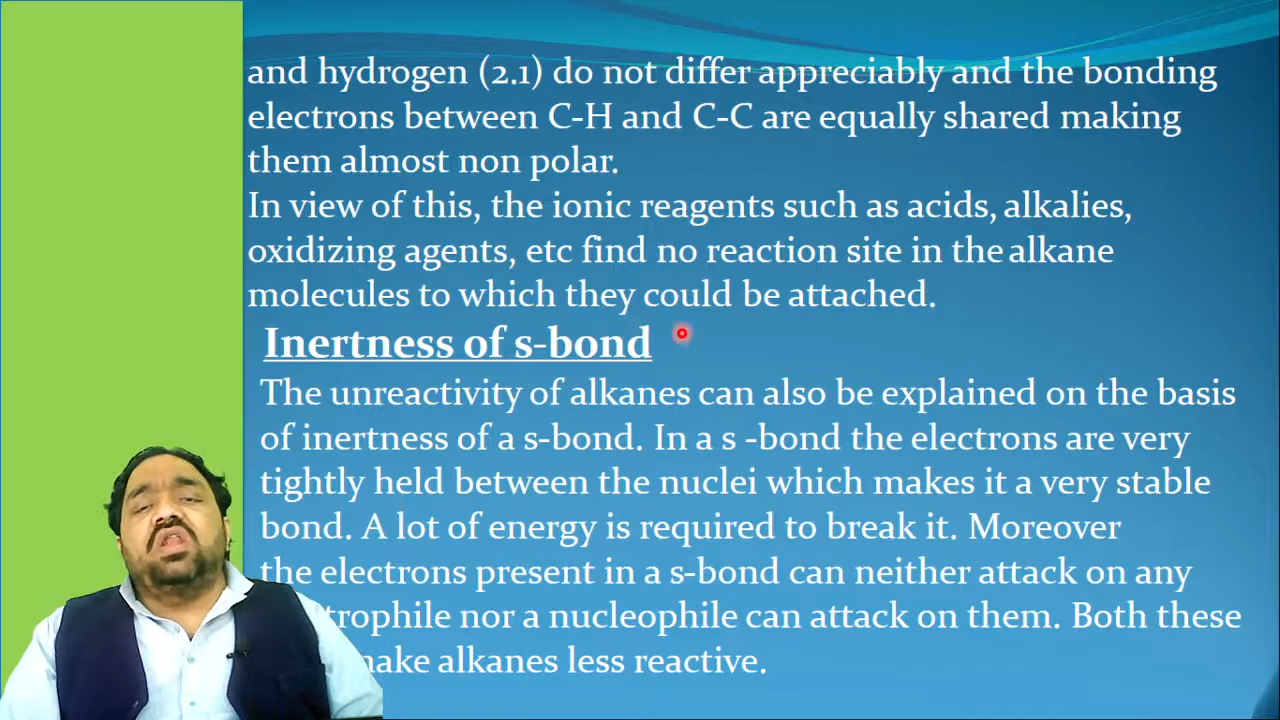 and hydrogen (2.1) do not differ appreciably and the bonding
electrons between C-H and C-C are equally shared making
them almost non polar.
In view of this, the ionic reagents such as acids, alkalies,
oxidizing agents, etc find no reaction site in the alkane
molecules to which they could be attached.
Inertness of s-bond
The unreactivity of alkanes can also be explained on the basis
of inertness of a s-bond. In a s -bond the electrons are very
tightly held between the nuclei which makes it a very stable
bond. A lot of energy is required to break it. Moreover
the electrons present in a s-bond can neither attack on any
trophile nor a nucleophile can attack on them. Both these
make alkanes less reactive.